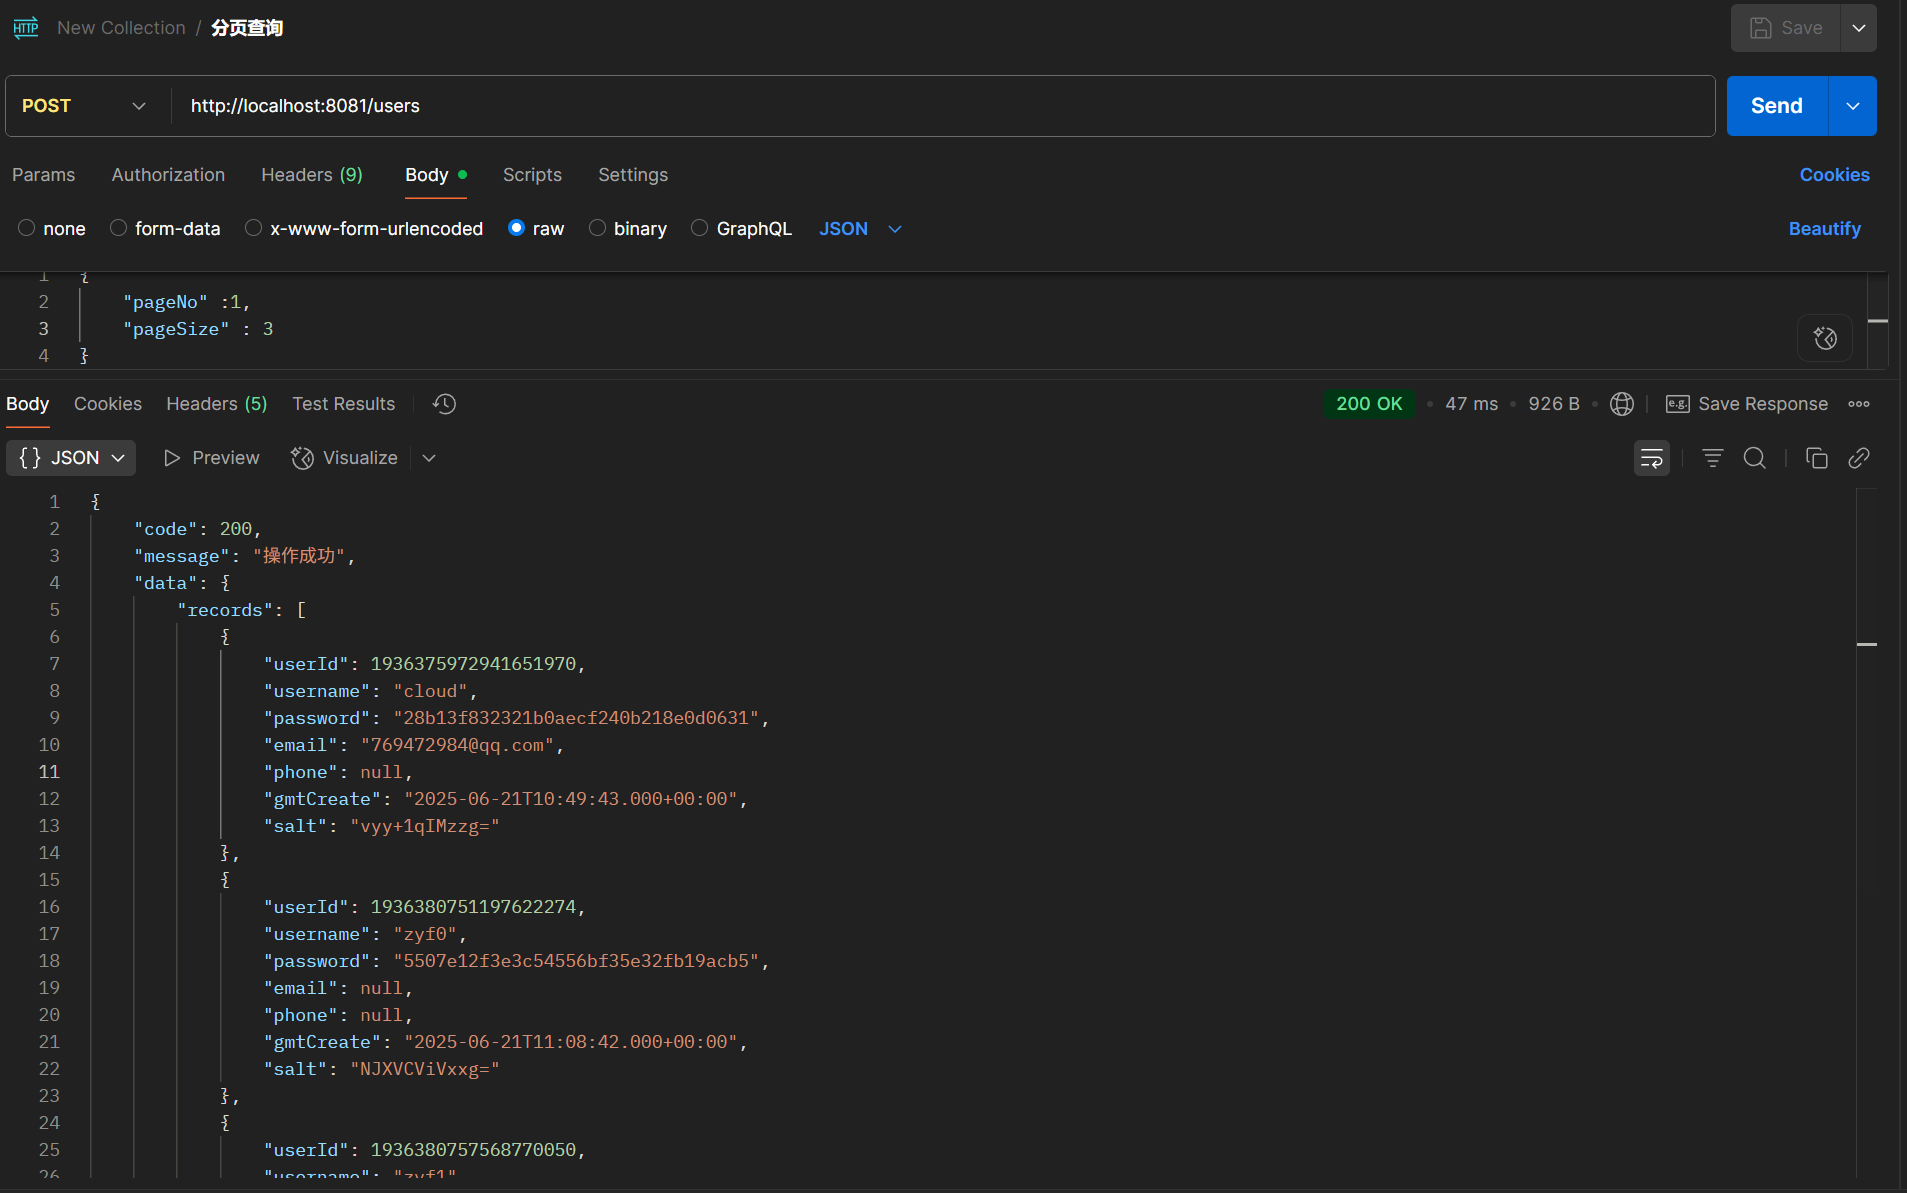 HTTP New Collection / 分页查询 Save
POST http://localhost:8081/users Send
Params Authorization Headers (9) Body Scripts Settings Cookies
none form-data x-www-form-urlencoded raw binary GraphQL JSON Beautify
1 {
2 "pageNo" :1,
3 "pageSize" : 3
4 }
Body Cookies Headers (5) Test Results 200 OK 47 ms 926 B e.g. Save Response
{} JSON Preview Visualize
1 {
2 "code": 200,
3 "message": "操作成功",
4 "data": {
5 "records": [
6 {
7 "userId": 1936375972941651970,
8 "username": "cloud",
9 "password": "28b13f832321b0aecf240b218e0d0631",
10 "email": "769472984@qq.com",
11 "phone": null,
12 "gmtCreate": "2025-06-21T10:49:43.000+00:00",
13 "salt": "vyy+1qIMzzg="
14 },
15 {
16 "userId": 1936380751197622274,
17 "username": "zyf0",
18 "password": "5507e12f3e3c54556bf35e32fb19acb5",
19 "email": null,
20 "phone": null,
21 "gmtCreate": "2025-06-21T11:08:42.000+00:00",
22 "salt": "NJXVCViVxxg="
23 },
24 {
25 "userId": 1936380757568770050,
26 "username": "zyf1"